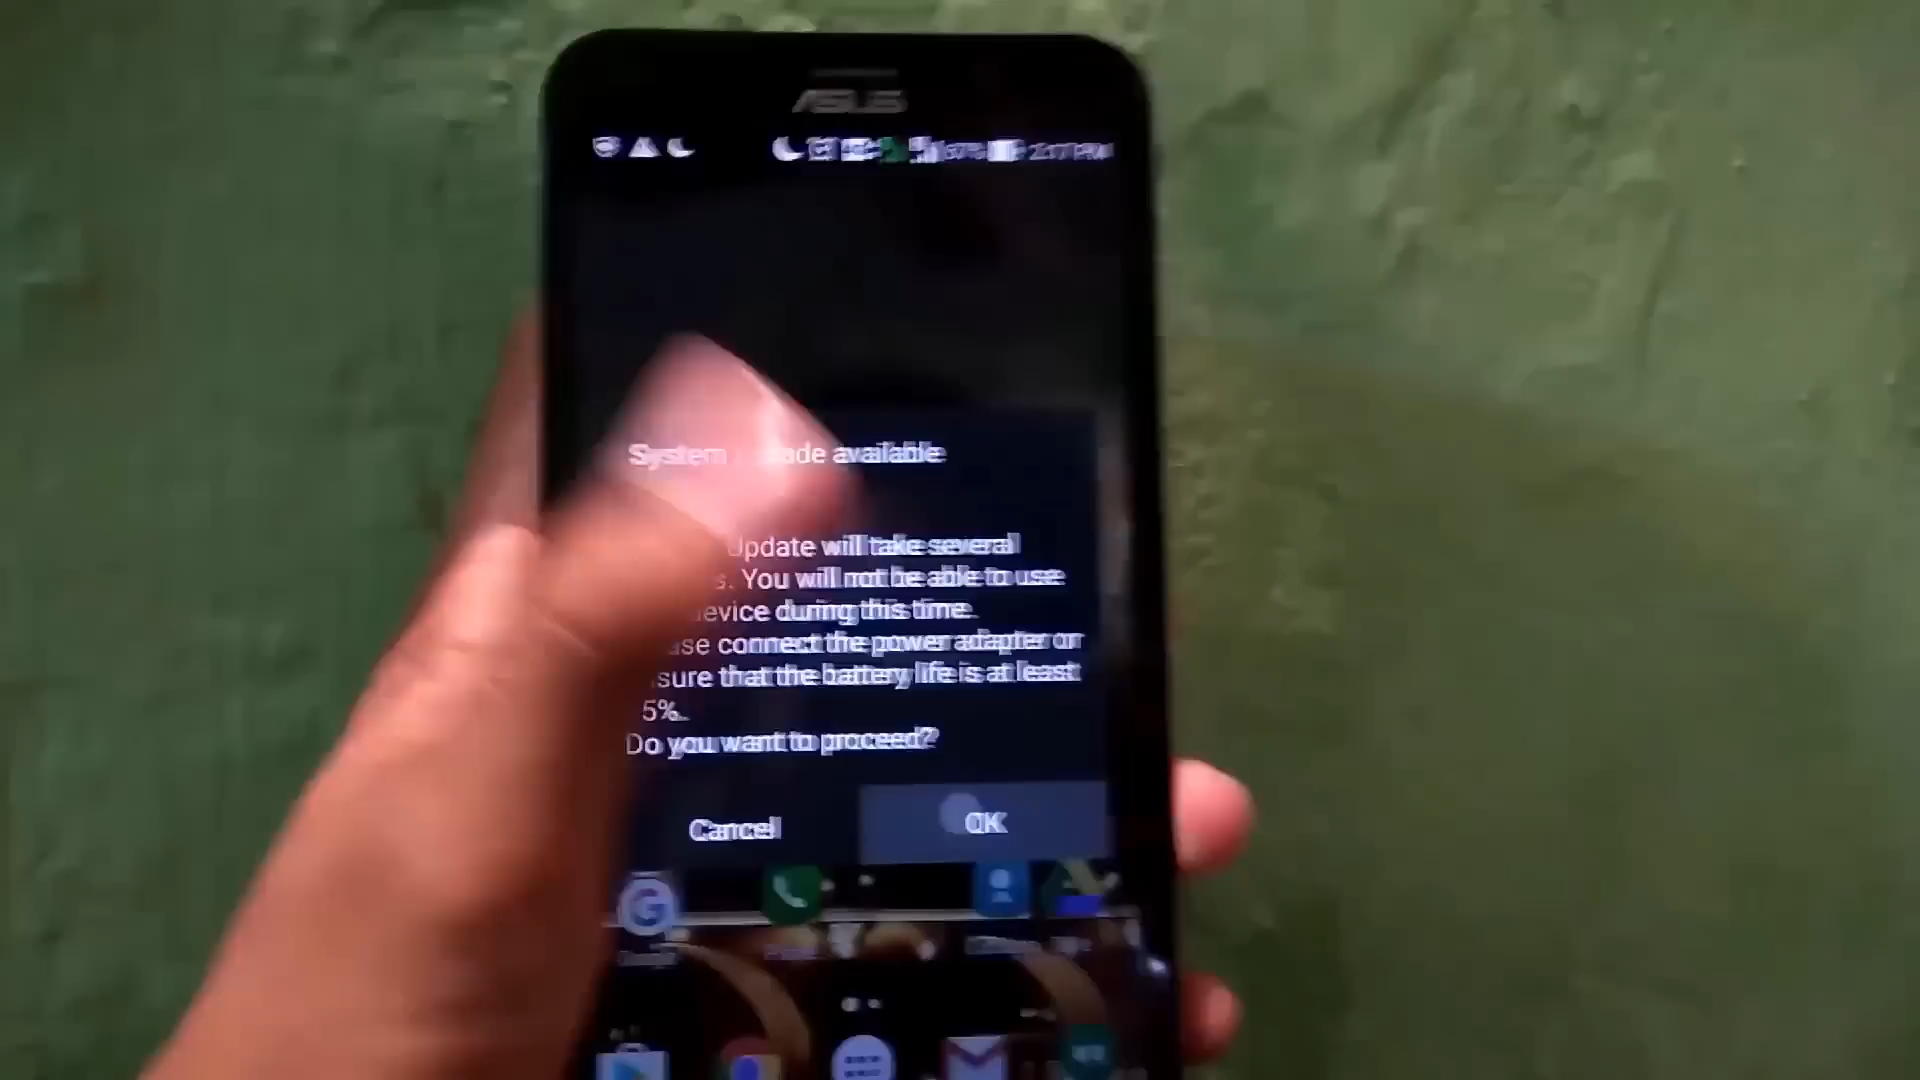 ASUS
System ade available
Update will take several
s. You will not be able to use
evice during this time.
ase connect the power adapter or
sure that the battery life is at least
5%.
Do you want to proceed?
Cancel
OK
G